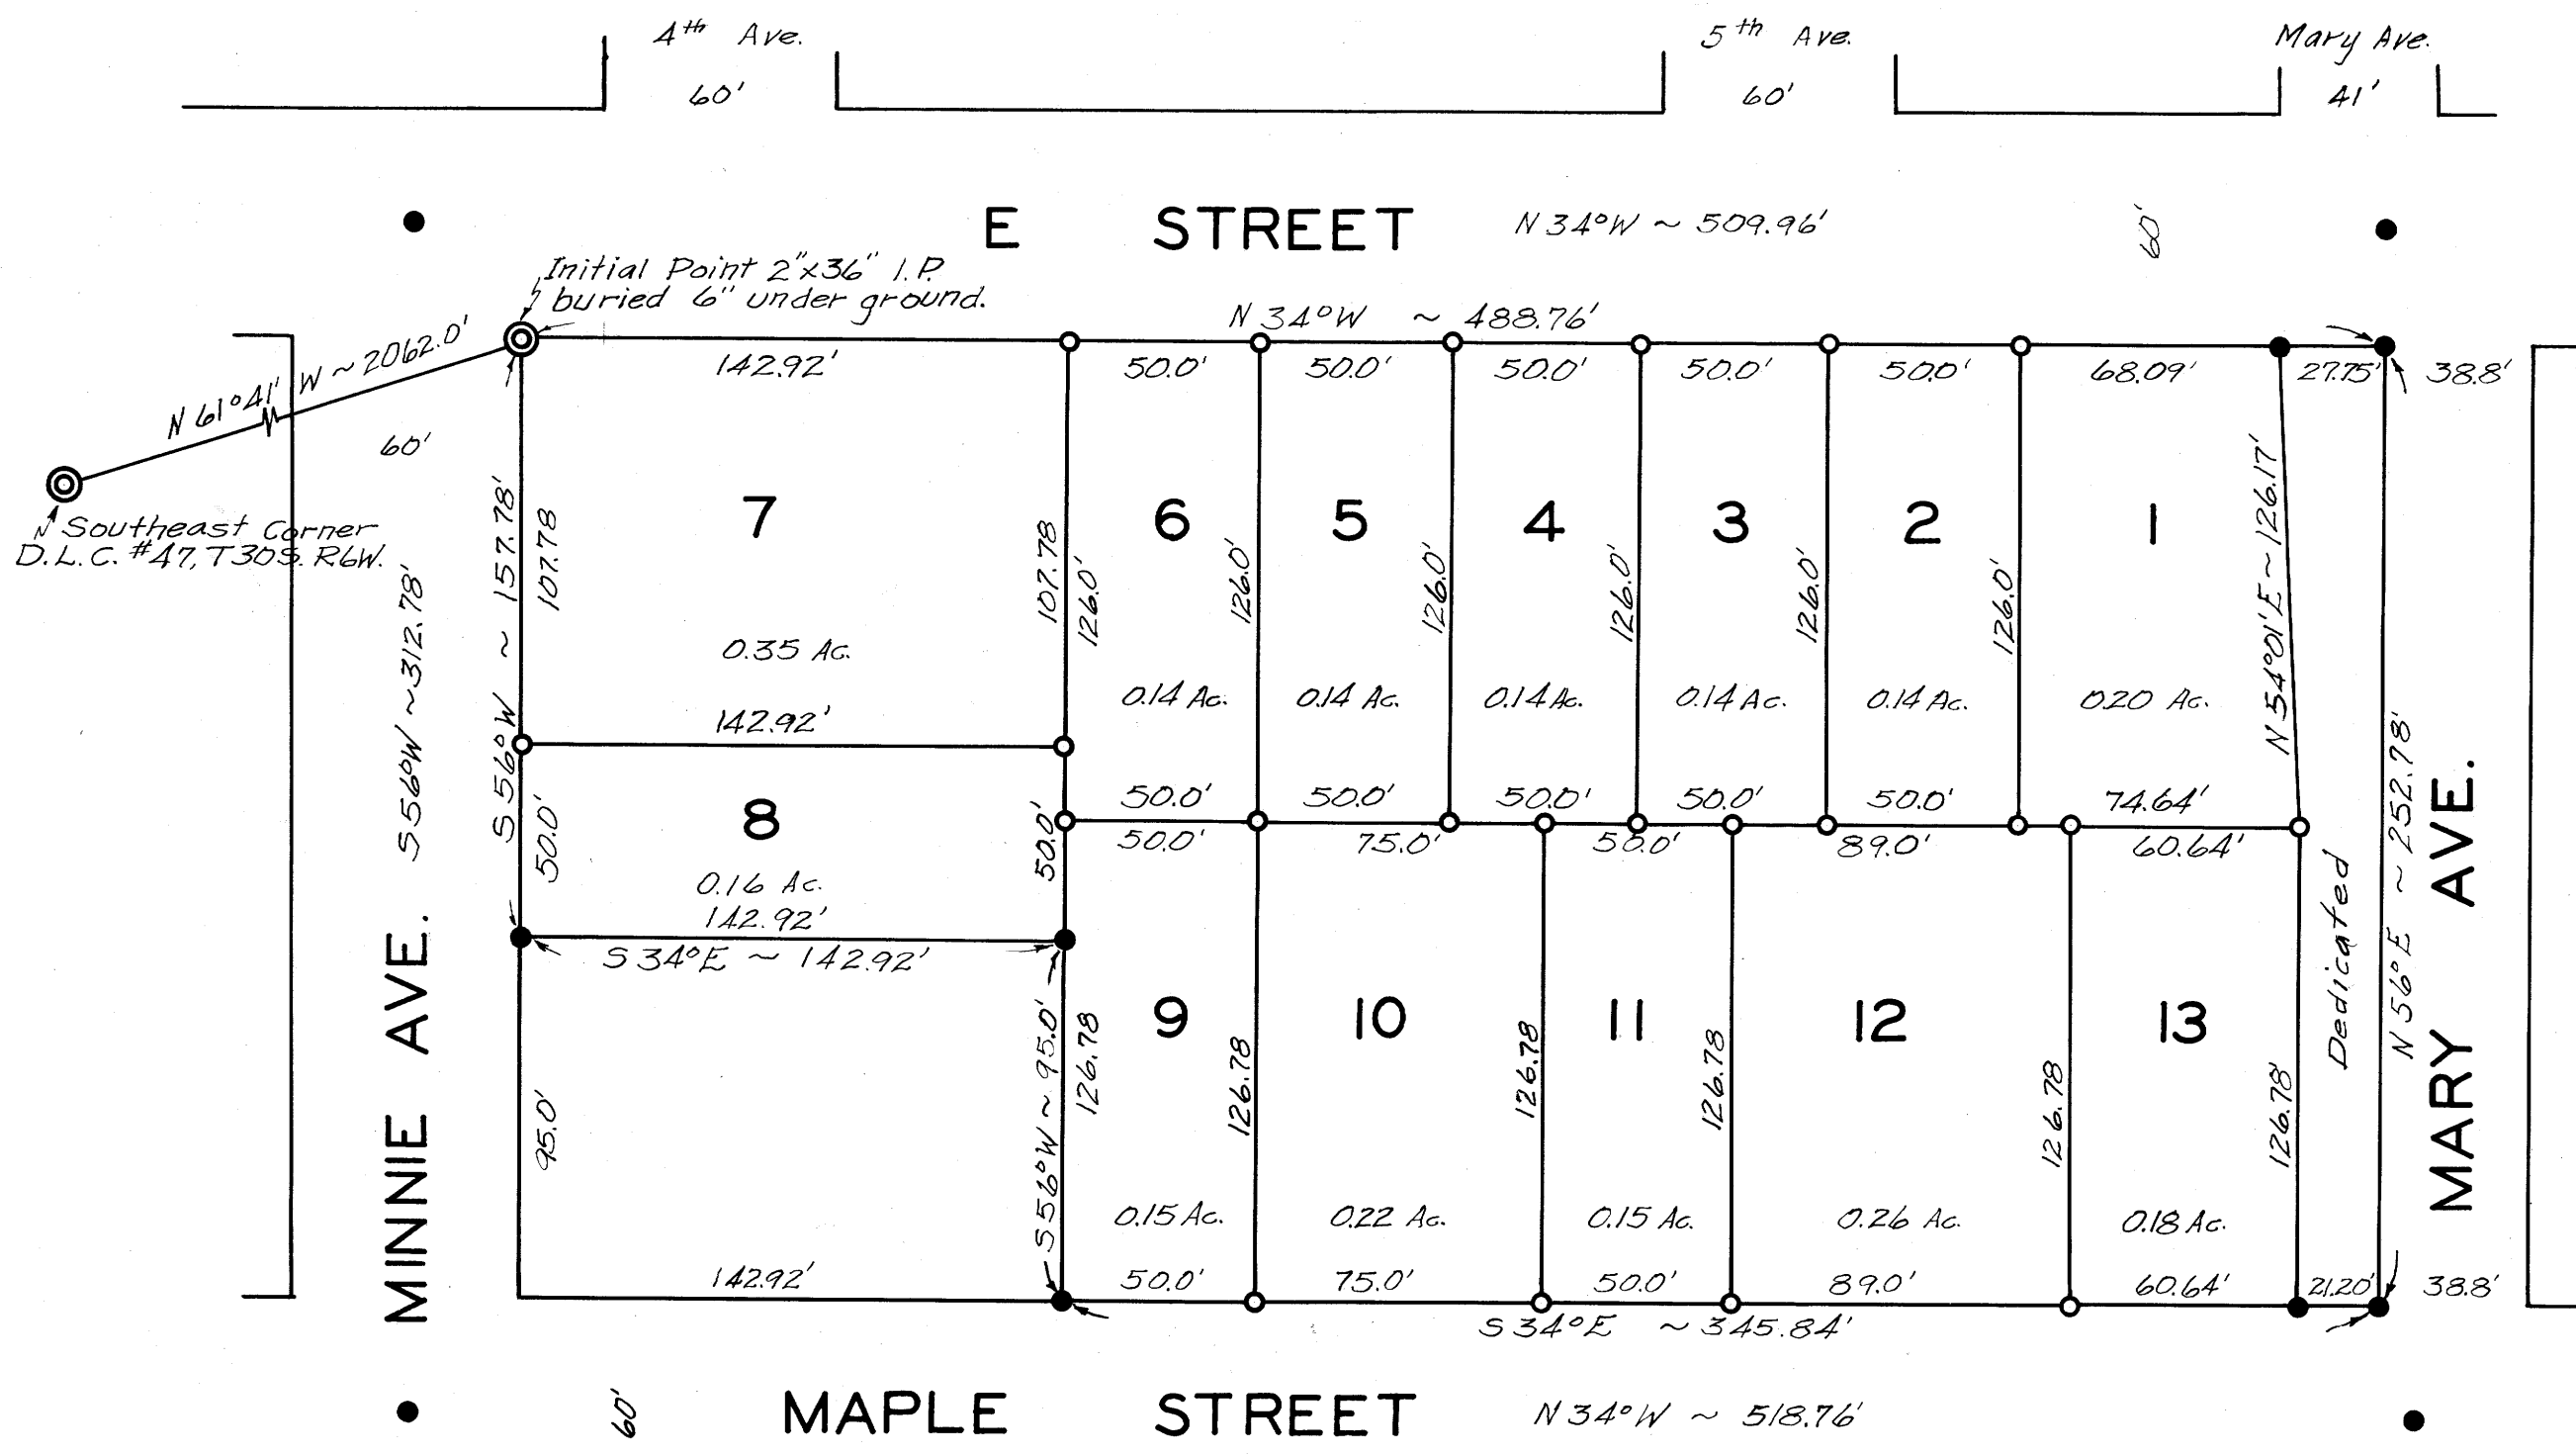 4th Ave.
5th Ave.
Mary Ave.
60'
60'
41'
E STREET N 34°W ~ 509.96'
60'
Initial Point 2"x36" I.P.
buried 6" under ground.
N 34°W ~ 488.76'
N 61°41' W ~ 2062.0'
142.92'
50.0'
50.0'
50.0'
50.0'
50.0'
68.09'
27.75'
38.8'
60'
Southeast Corner
D.L.C. #47, T30S. R6W.
S 56°W ~ 312.78'
S 56°W ~ 157.78'
107.78
7
0.35 Ac.
142.92'
107.78
126.0'
6
0.14 Ac.
50.0'
126.0'
5
0.14 Ac.
50.0'
126.0'
4
0.14 Ac.
50.0'
126.0'
3
0.14 Ac.
50.0'
126.0'
2
0.14 Ac.
50.0'
126.0'
1
0.20 Ac.
74.64'
N 54°01' E ~ 126.17'
50.0'
8
0.16 Ac.
142.92'
S 34°E ~ 142.92'
50.0'
50.0'
75.0'
50.0'
89.0'
60.64'
MINNIE AVE.
95.0'
142.92'
S 56°W ~ 95.0'
126.78
9
0.15 Ac.
50.0'
126.78
10
0.22 Ac.
75.0'
126.78
11
0.15 Ac.
50.0'
126.78
12
0.26 Ac.
89.0'
126.78
13
0.18 Ac.
60.64'
126.78'
Dedicated
21.20'
N 56°E ~ 252.78'
MARY AVE.
38.8'
S 34°E ~ 345.84'
60'
MAPLE STREET N 34°W ~ 518.76'